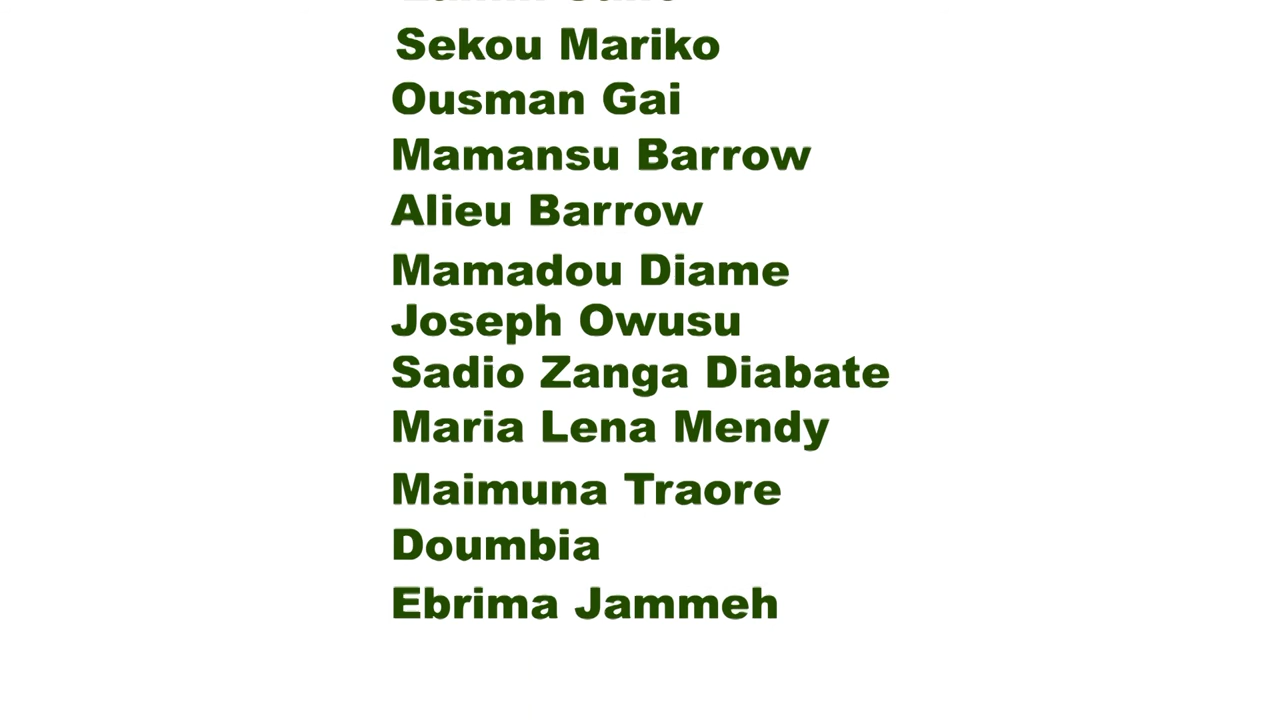 Sekou Mariko
Ousman Gai
Mamansu Barrow
Alieu Barrow
Mamadou Diame
Joseph Owusu
Sadio Zanga Diabate
Maria Lena Mendy
Maimuna Traore
Doumbia
Ebrima Jammeh